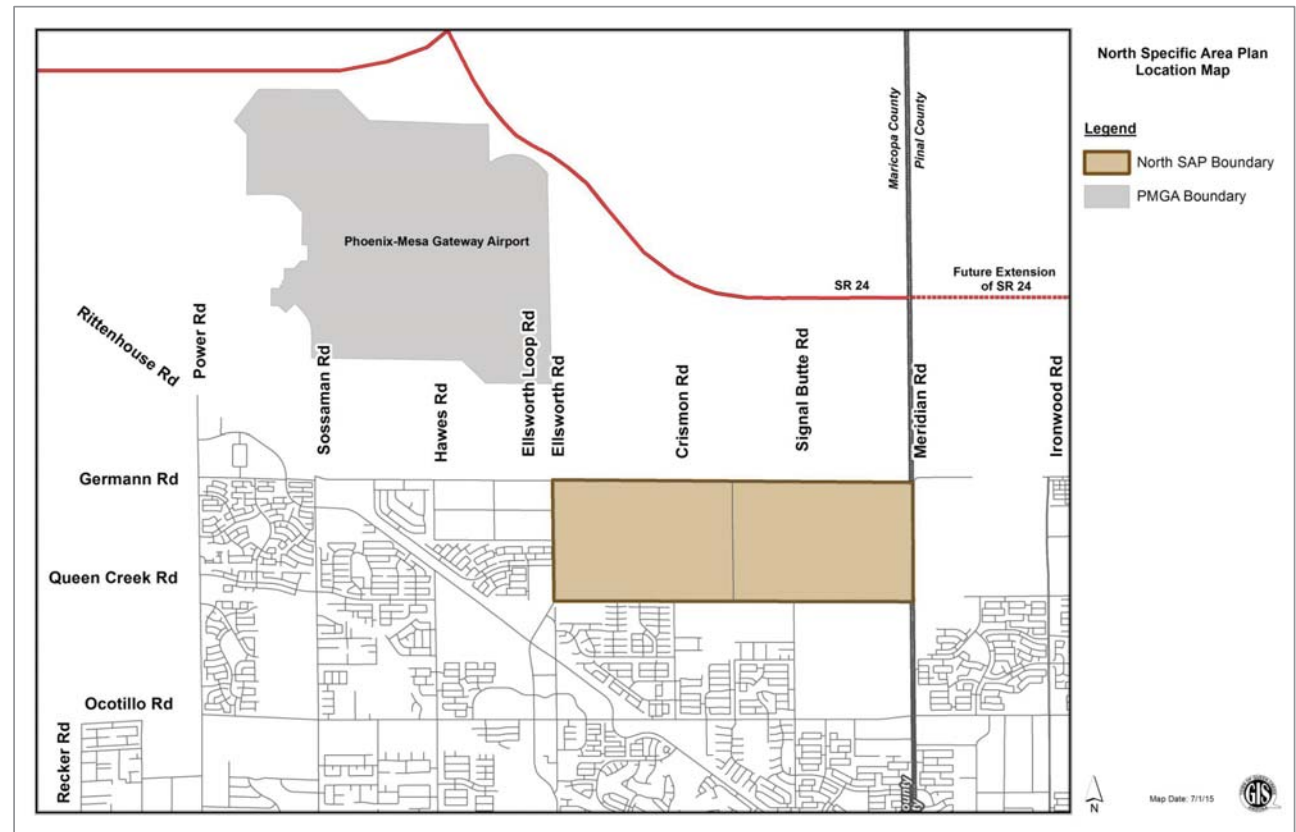 North Specific Area Plan
Location Map
Legend
North SAP Boundary
PMGA Boundary
Maricopa County
Pinal County
Phoenix-Mesa Gateway Airport
SR 24
Future Extension
of SR 24
Rittenhouse Rd
Power Rd
Sossaman Rd
Hawes Rd
Ellsworth Loop Rd
Ellsworth Rd
Crismon Rd
Signal Butte Rd
Meridian Rd
Ironwood Rd
Germann Rd
Queen Creek Rd
Ocotillo Rd
Recker Rd
N
Map Date: 7/1/15
GIS